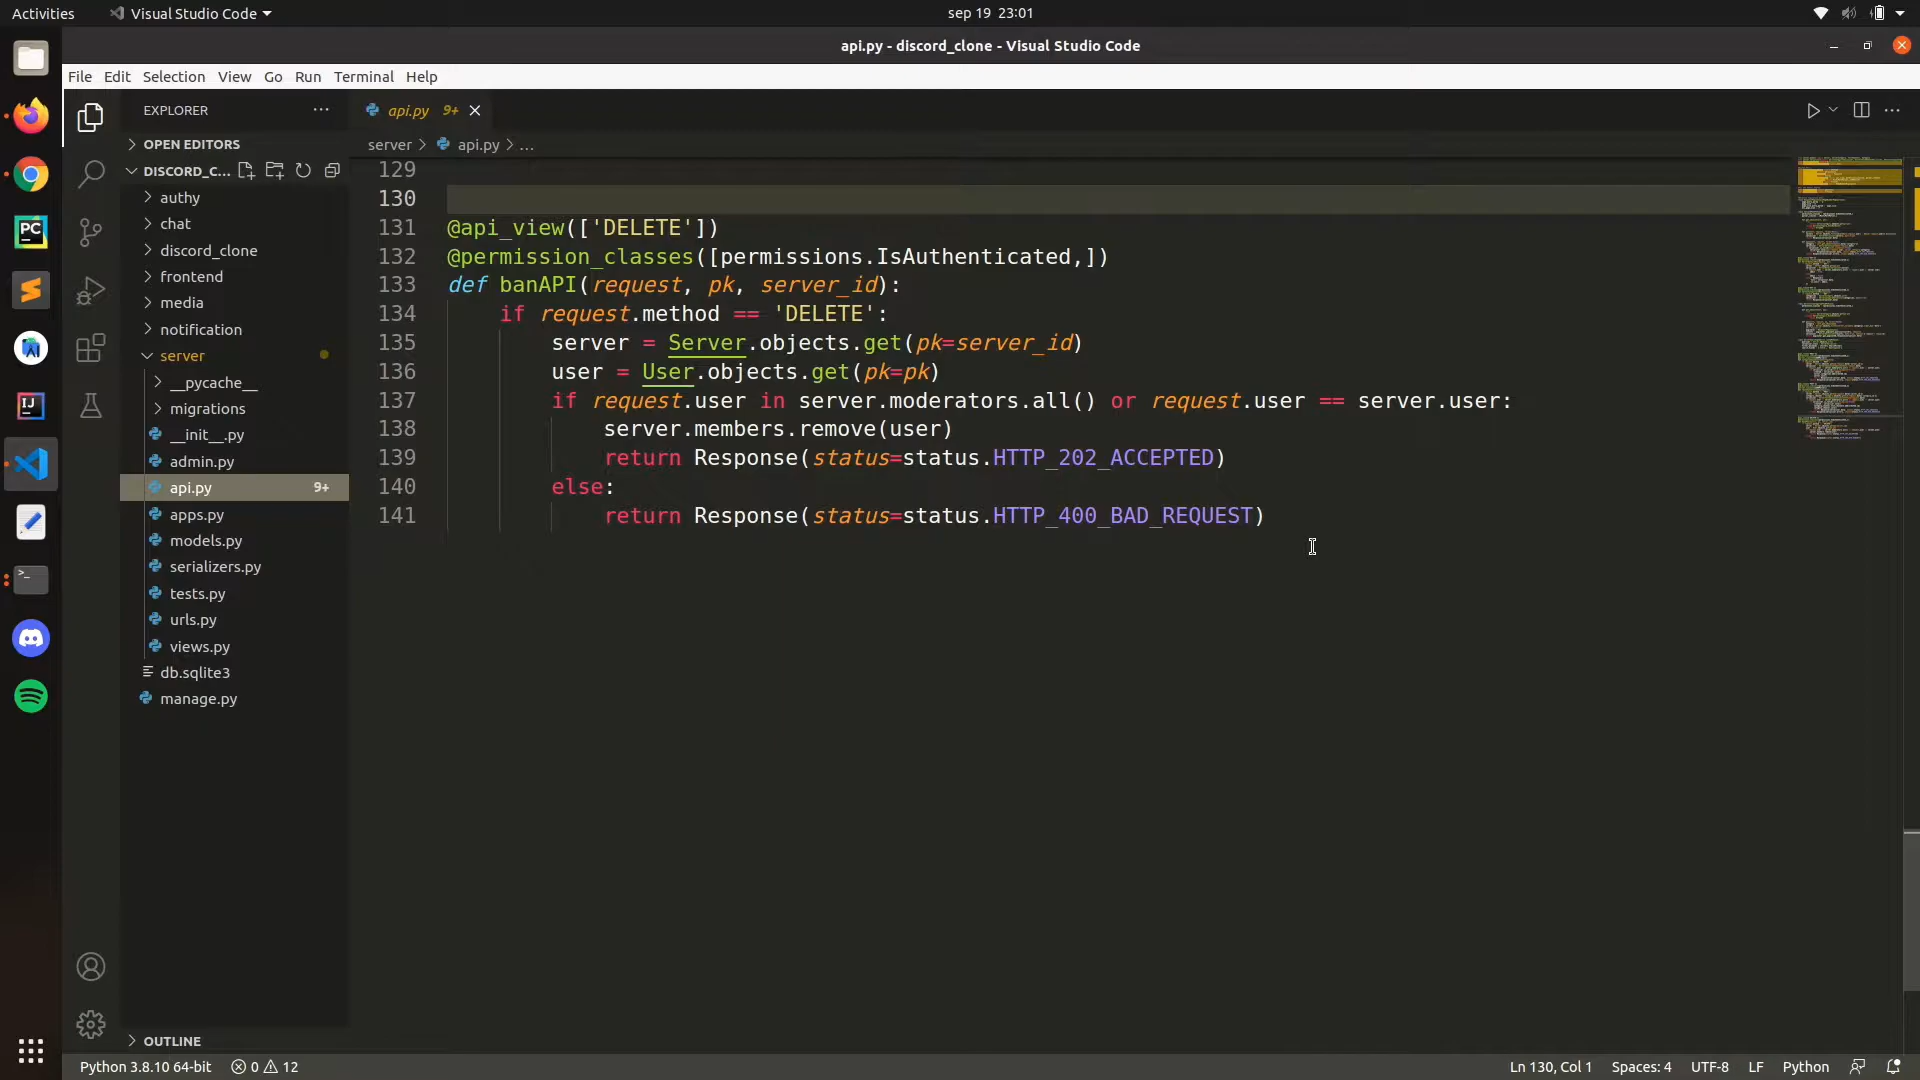 Activities
Visual Studio Code
sep 19 23:01
api.py - discord_clone - Visual Studio Code
File Edit Selection View Go Run Terminal Help
EXPLORER
OPEN EDITORS
DISCORD_C...
authy
chat
discord_clone
frontend
media
notification
server
__pycache__
migrations
__init__.py
admin.py
api.py 9+
apps.py
models.py
serializers.py
tests.py
urls.py
views.py
db.sqlite3
manage.py
OUTLINE
api.py 9+
server > api.py > ...
129
130
131 @api_view(['DELETE'])
132 @permission_classes([permissions.IsAuthenticated,])
133 def banAPI(request, pk, server_id):
134 if request.method == 'DELETE':
135 server = Server.objects.get(pk=server_id)
136 user = User.objects.get(pk=pk)
137 if request.user in server.moderators.all() or request.user == server.user:
138 server.members.remove(user)
139 return Response(status=status.HTTP_202_ACCEPTED)
140 else:
141 return Response(status=status.HTTP_400_BAD_REQUEST)
Python 3.8.10 64-bit 0 12
Ln 130, Col 1 Spaces: 4 UTF-8 LF Python